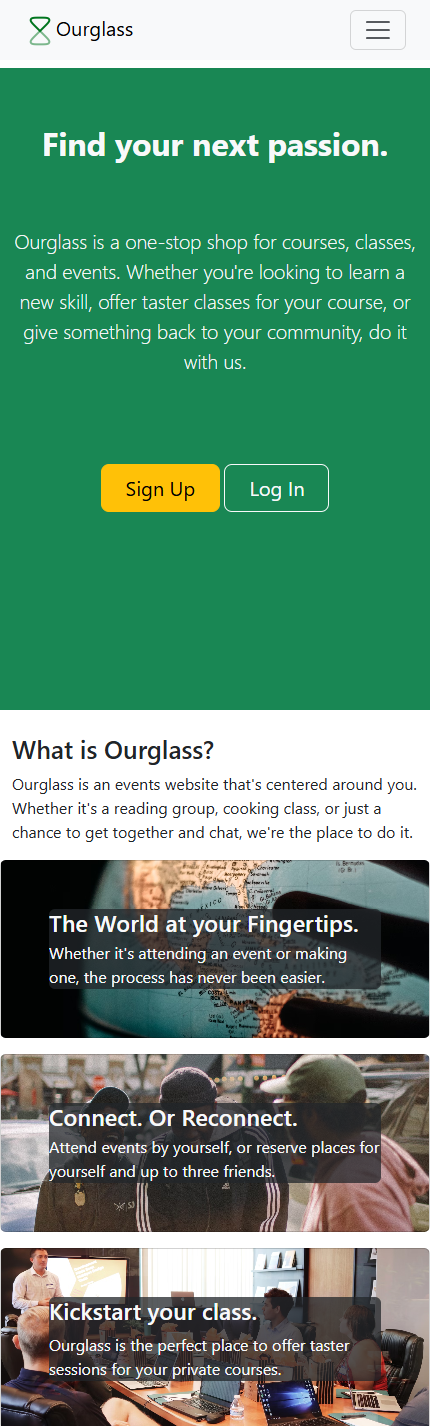 Ourglass
Find your next passion.
Ourglass is a one-stop shop for courses, classes,
and events. Whether you're looking to learn a
new skill, offer taster classes for your course, or
give something back to your community, do it
with us.
Sign Up Log In
What is Ourglass?
Ourglass is an events website that's centered around you.
Whether it's a reading group, cooking class, or just a
chance to get together and chat, we're the place to do it.
The World at your Fingertips.
Whether it's attending an event or making
one, the process has never been easier.
COSTA
RICA
Connect. Or Reconnect.
Attend events by yourself, or reserve places for
yourself and up to three friends.
Kickstart your class.
Ourglass is the perfect place to offer taster
sessions for your private courses.